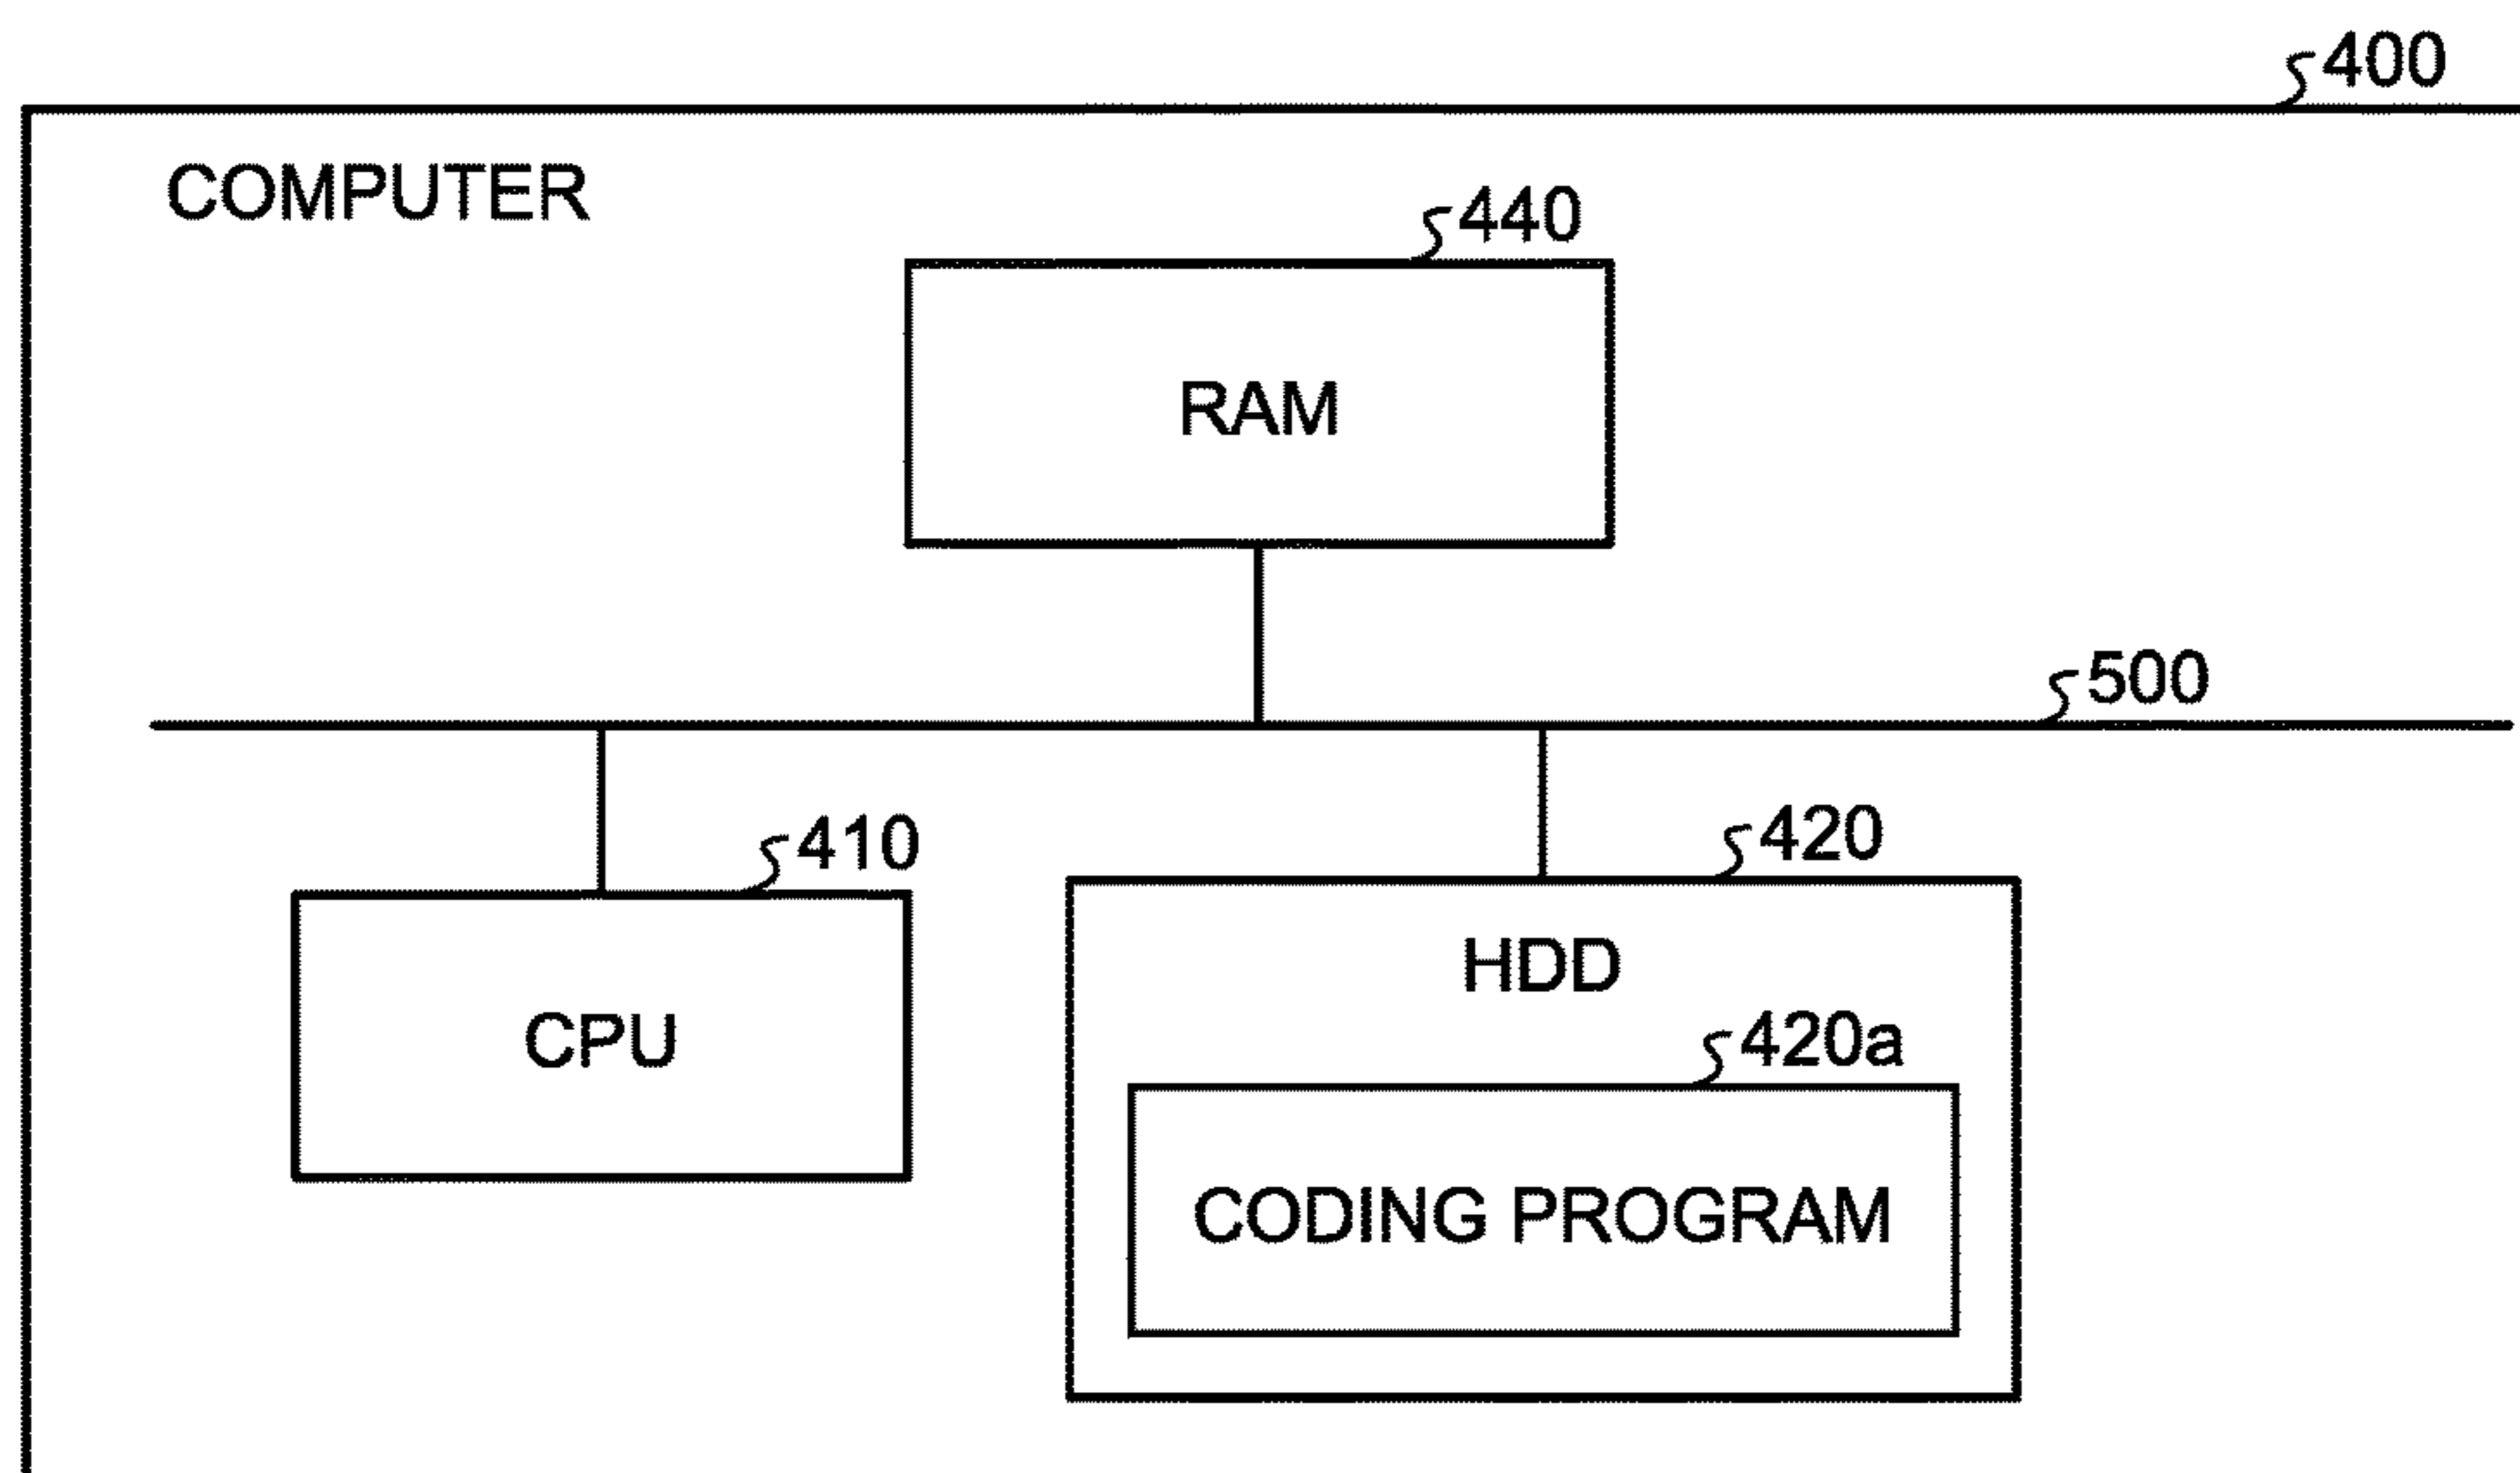 400
COMPUTER
440
RAM
500
410
CPU
420
HDD
420a
CODING PROGRAM